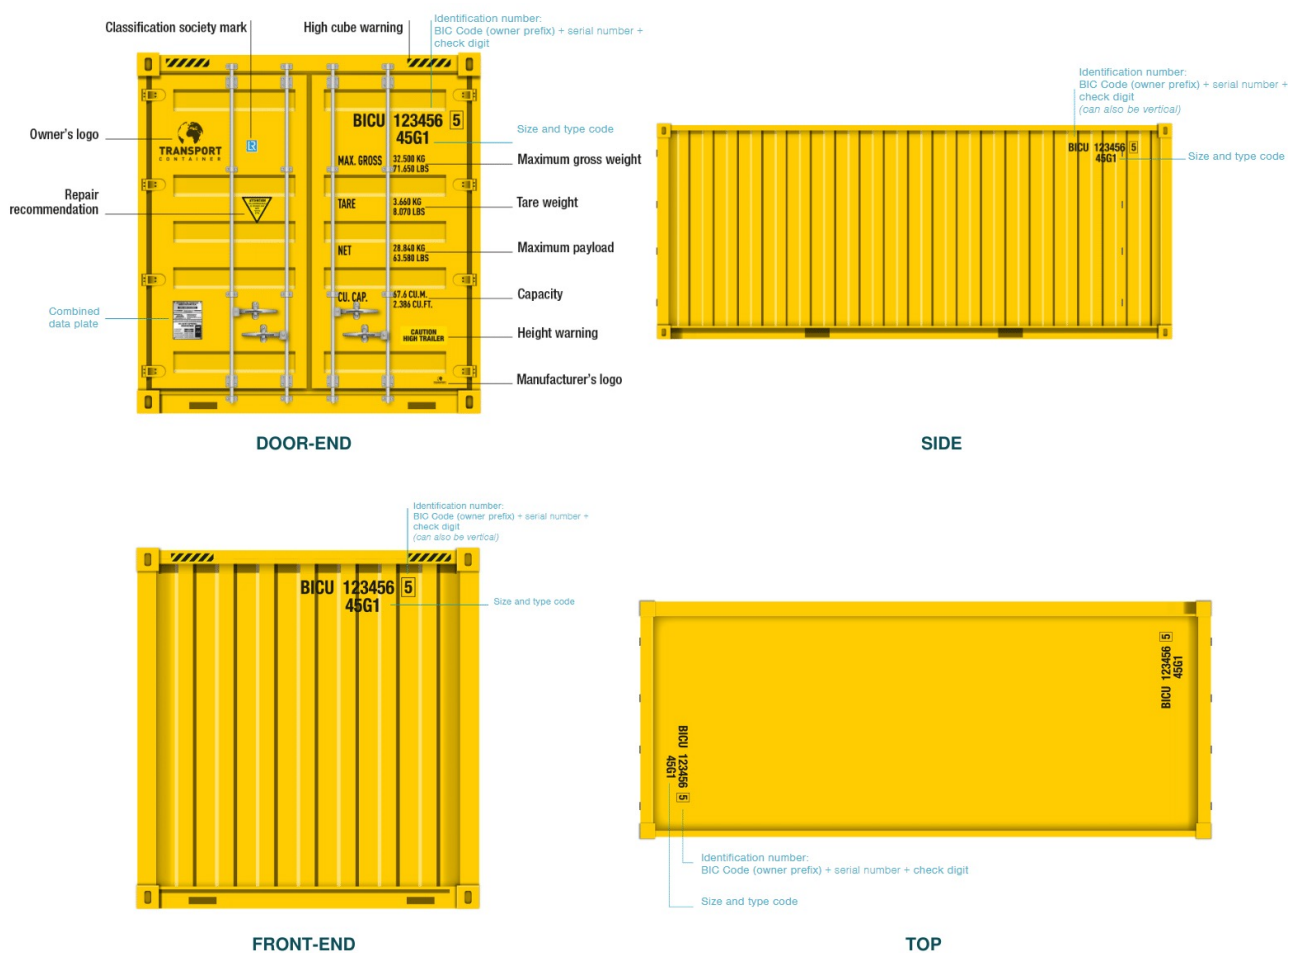 Classification society mark
High cube warning
Identification number:
BIC Code (owner prefix) + serial number +
check digit
Owner's logo
TRANSPORT
CONTAINER
BICU 123456 5
45G1
Size and type code
MAX. GROSS 32.500 KG
71.650 LBS
Maximum gross weight
Repair
recommendation
TARE 3.660 KG
8.070 LBS
Tare weight
NET 28.840 KG
63.580 LBS
Maximum payload
CU. CAP. 67.6 CU.M.
2.386 CU.FT.
Capacity
Combined
data plate
CAUTION
HIGH TRAILER
Height warning
Manufacturer's logo
DOOR-END
Identification number:
BIC Code (owner prefix) + serial number +
check digit
(can also be vertical)
BICU 123456 5
45G1
Size and type code
SIDE
Identification number:
BIC Code (owner prefix) + serial number +
check digit
(can also be vertical)
BICU 123456 5
45G1
Size and type code
FRONT-END
BICU 123456 5
45G1
BICU 123456 5
45G1
Identification number:
BIC Code (owner prefix) + serial number + check digit
Size and type code
TOP